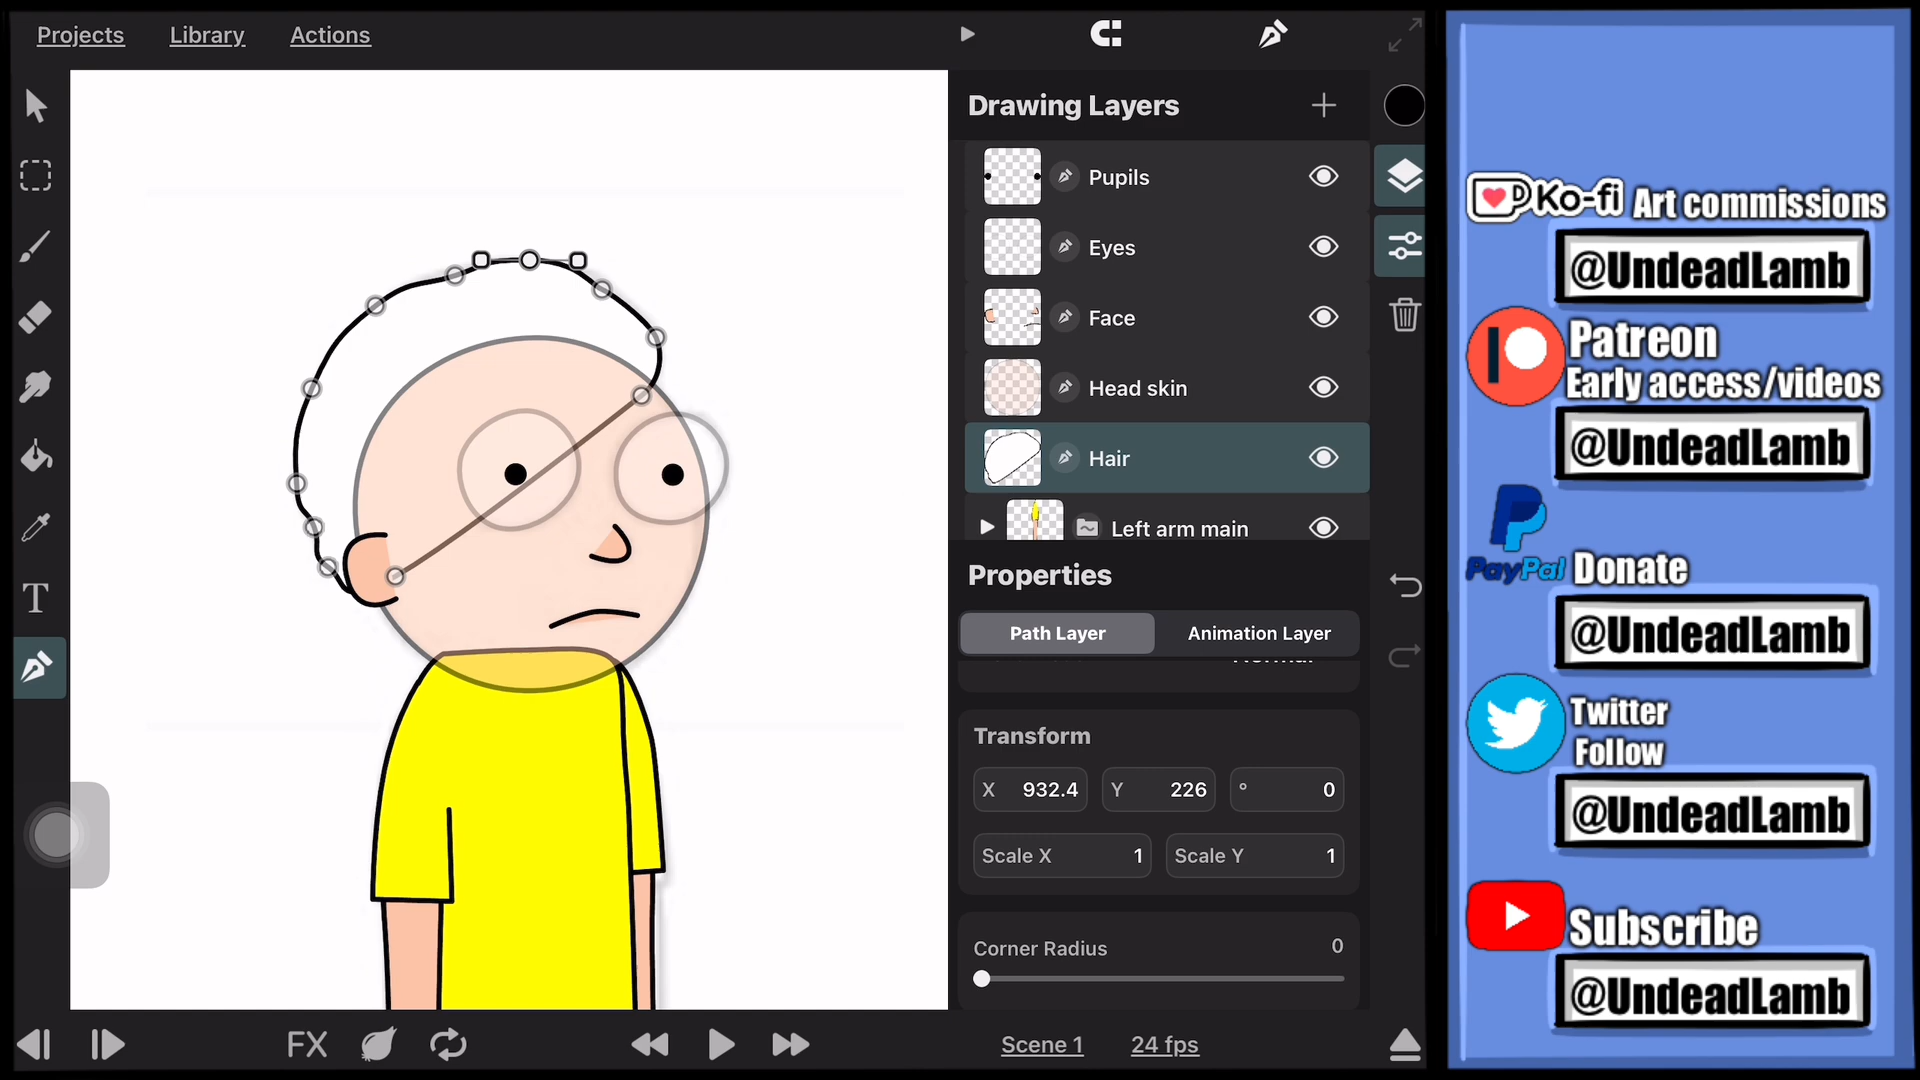 Projects
Library
Actions
Drawing Layers
Pupils
Eyes
Face
Head skin
Hair
Left arm main
Properties
Path Layer
Animation Layer
Transform
X 932.4
Y 226
° 0
Scale X 1
Scale Y 1
Corner Radius 0
T
FX
Scene 1
24 fps
Ko-fi Art commissions
@UndeadLamb
Patreon
Early access/videos
@UndeadLamb
PayPal Donate
@UndeadLamb
Twitter
Follow
@UndeadLamb
Subscribe
@UndeadLamb